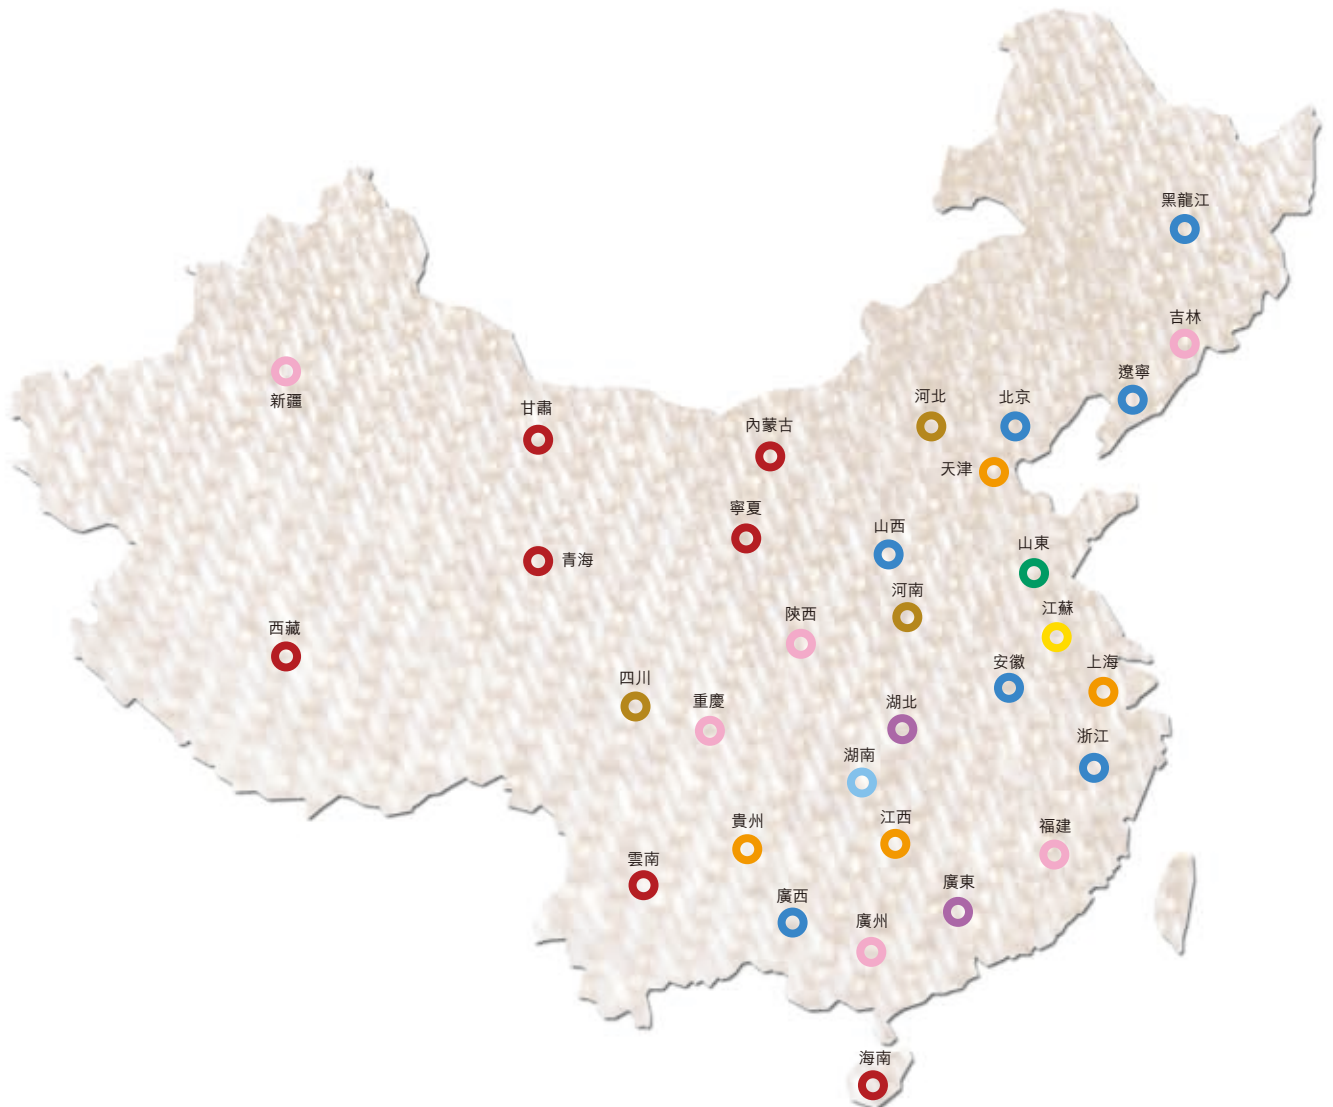 黑龍江
吉林
遼寧
河北
北京
新疆
甘肅
內蒙古
天津
寧夏
山西
山東
青海
河南
江蘇
陝西
西藏
安徽
上海
四川
重慶
湖北
浙江
湖南
貴州
江西
福建
雲南
廣東
廣西
廣州
海南